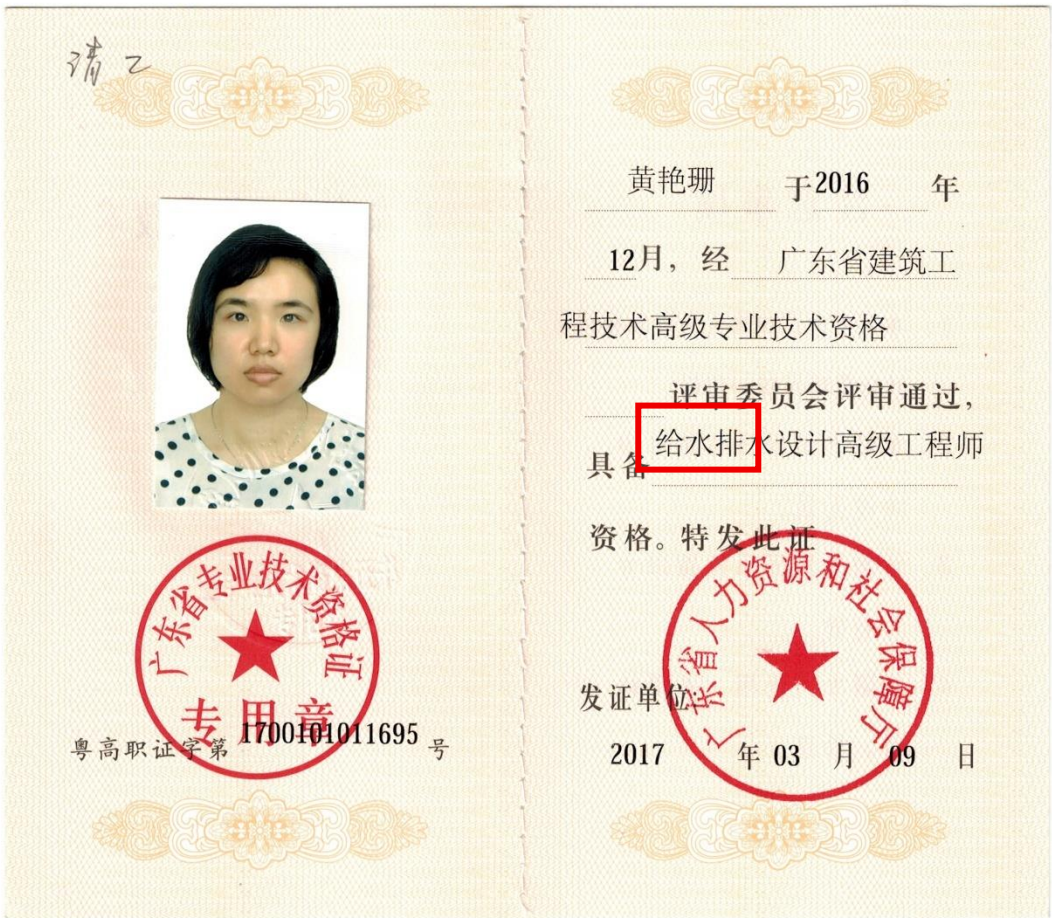 黄艳珊 于2016 年
12月，经 广东省建筑工
程技术高级专业技术资格
评审委员会评审通过，
具备 给水排水设计高级工程师
资格。特发此证
发证单位:
广东省人力资源和社会保障厅
2017 年 03 月 09 日
广东省专业技术资格证
专用章
粤高职证字第 1700101011695 号